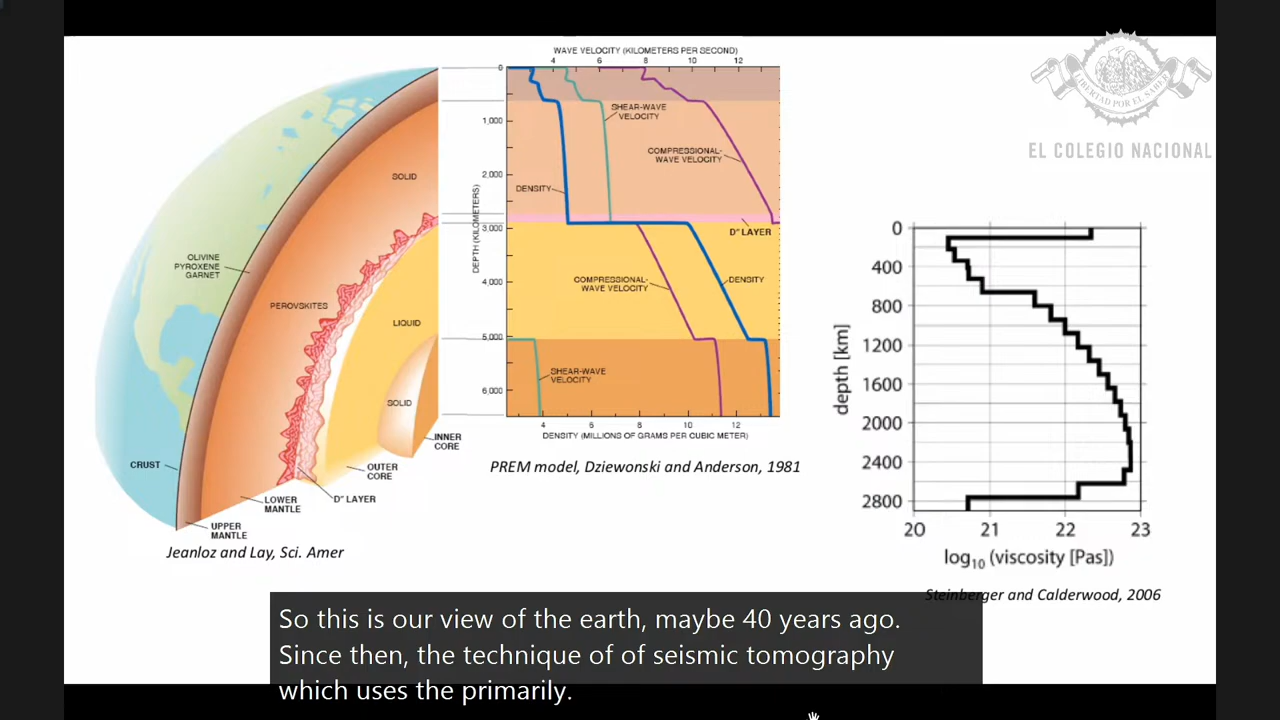 WAVE VELOCITY (KILOMETERS PER SECOND)
4 6 8 10 12
0
1,000
2,000
3,000
4,000
5,000
6,000
DEPTH (KILOMETERS)
SHEAR-WAVE
VELOCITY
COMPRESSIONAL-
WAVE VELOCITY
DENSITY
D" LAYER
COMPRESSIONAL-
WAVE VELOCITY
DENSITY
SHEAR-WAVE
VELOCITY
4 6 8 10 12
DENSITY (MILLIONS OF GRAMS PER CUBIC METER)
PREM model, Dziewonski and Anderson, 1981
SOLID
OLIVINE
PYROXENE
GARNET
PEROVSKITES
LIQUID
SOLID
INNER
CORE
CRUST
OUTER
CORE
D" LAYER
LOWER
MANTLE
UPPER
MANTLE
Jeanloz and Lay, Sci. Amer
LIBERTAD POR EL SABER
EL COLEGIO NACIONAL
0
400
800
1200
1600
2000
2400
2800
depth [km]
20 21 22 23
log10 (viscosity [Pas])
Steinberger and Calderwood, 2006
So this is our view of the earth, maybe 40 years ago.
Since then, the technique of of seismic tomography
which uses the primarily.